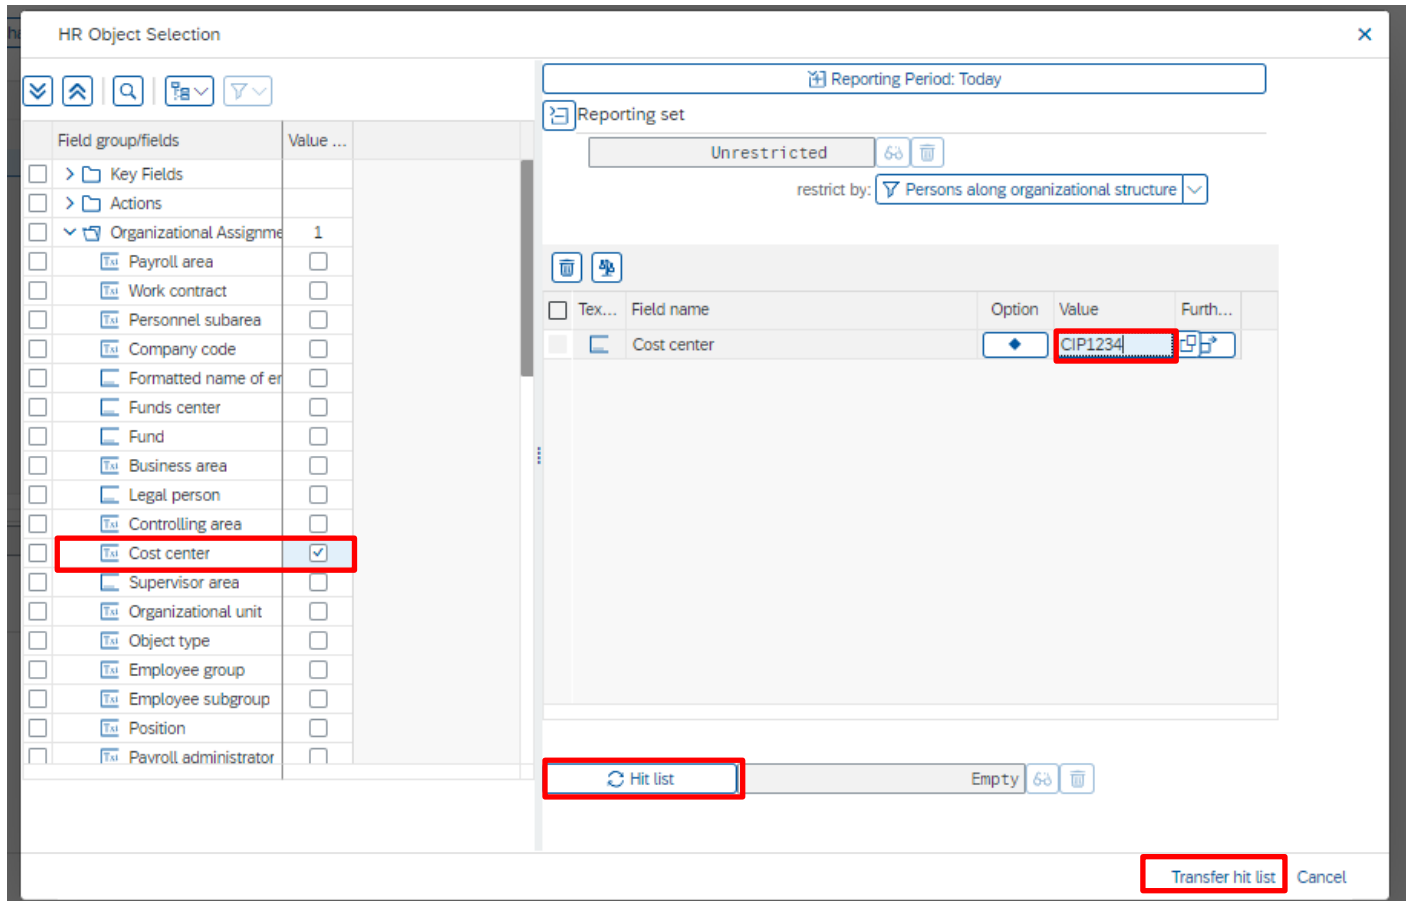 HR Object Selection
Reporting Period: Today
Reporting set
Unrestricted
restrict by: Persons along organizational structure
Field group/fields Value ...
Key Fields
Actions
Organizational Assignme 1
Payroll area
Work contract
Personnel subarea
Company code
Formatted name of er
Funds center
Fund
Business area
Legal person
Controlling area
Cost center
Supervisor area
Organizational unit
Object type
Employee group
Employee subgroup
Position
Payroll administrator
Tex... Field name Option Value Furth...
Cost center CIP1234
Hit list Empty
Transfer hit list Cancel